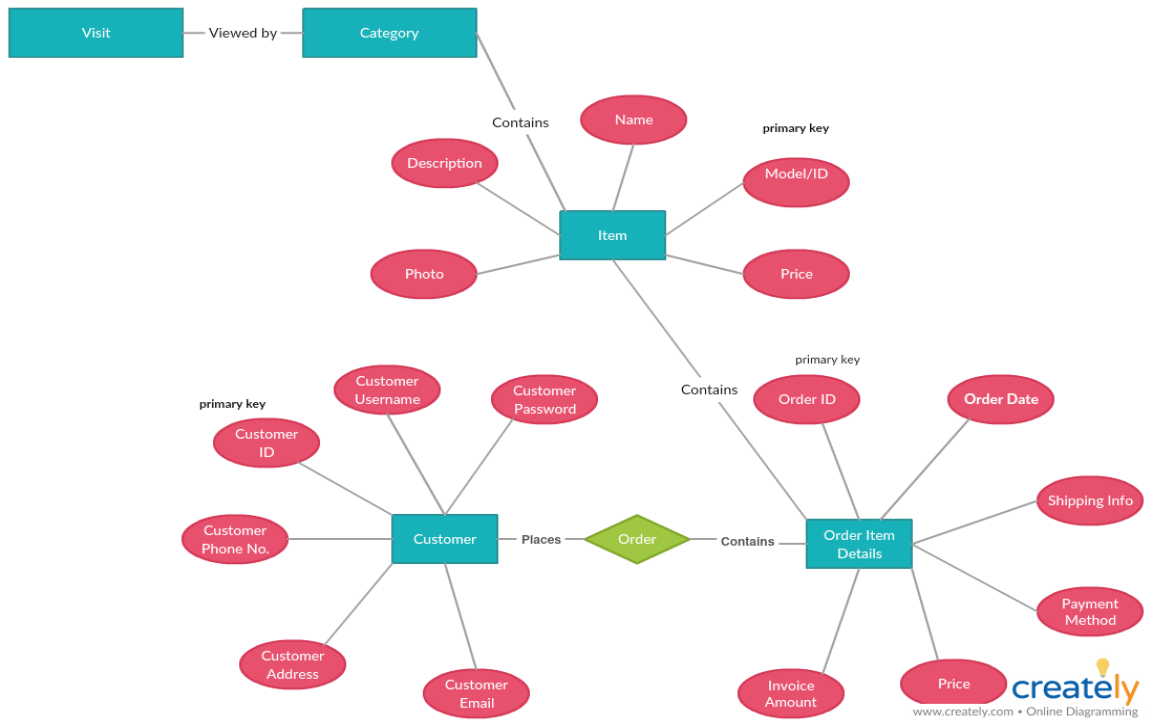 Visit
Viewed by
Category
Contains
Name
primary key
Description
Model/ID
Item
Photo
Price
primary key
Contains
Customer
Username
Customer
Password
Order ID
Order Date
primary key
Customer
ID
Shipping Info
Customer
Phone No.
Customer
Places
Order
Contains
Order Item
Details
Payment
Method
Customer
Address
Customer
Email
Invoice
Amount
Price
creately
www.creately.com • Online Diagramming